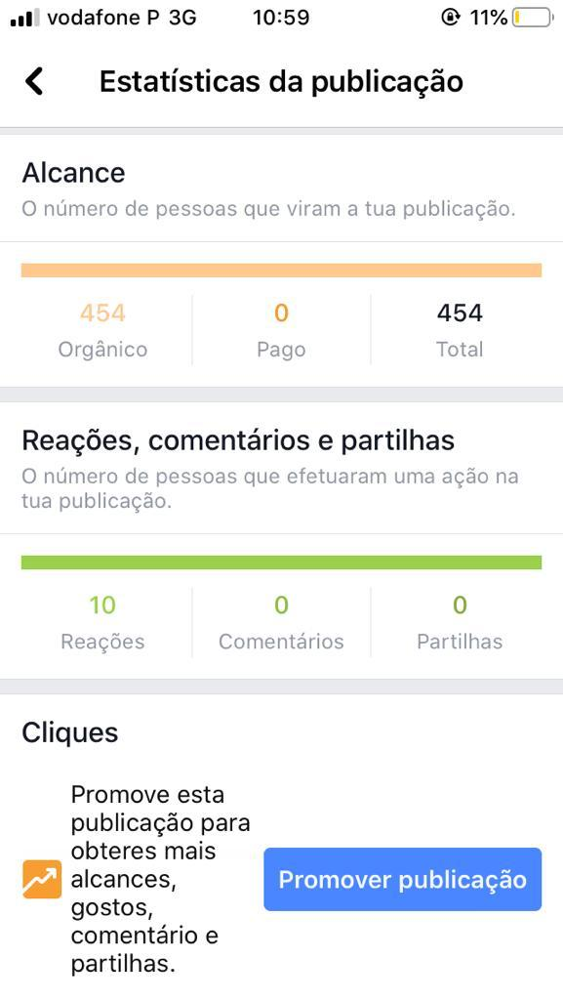 vodafone P 3G 10:59 11%
Estatísticas da publicação
Alcance
O número de pessoas que viram a tua publicação.
454 0 454
Orgânico Pago Total
Reações, comentários e partilhas
O número de pessoas que efetuaram uma ação na
tua publicação.
10 0 0
Reações Comentários Partilhas
Cliques
Promove esta
publicação para
obteres mais
alcances,
gostos,
comentário e
partilhas.
Promover publicação